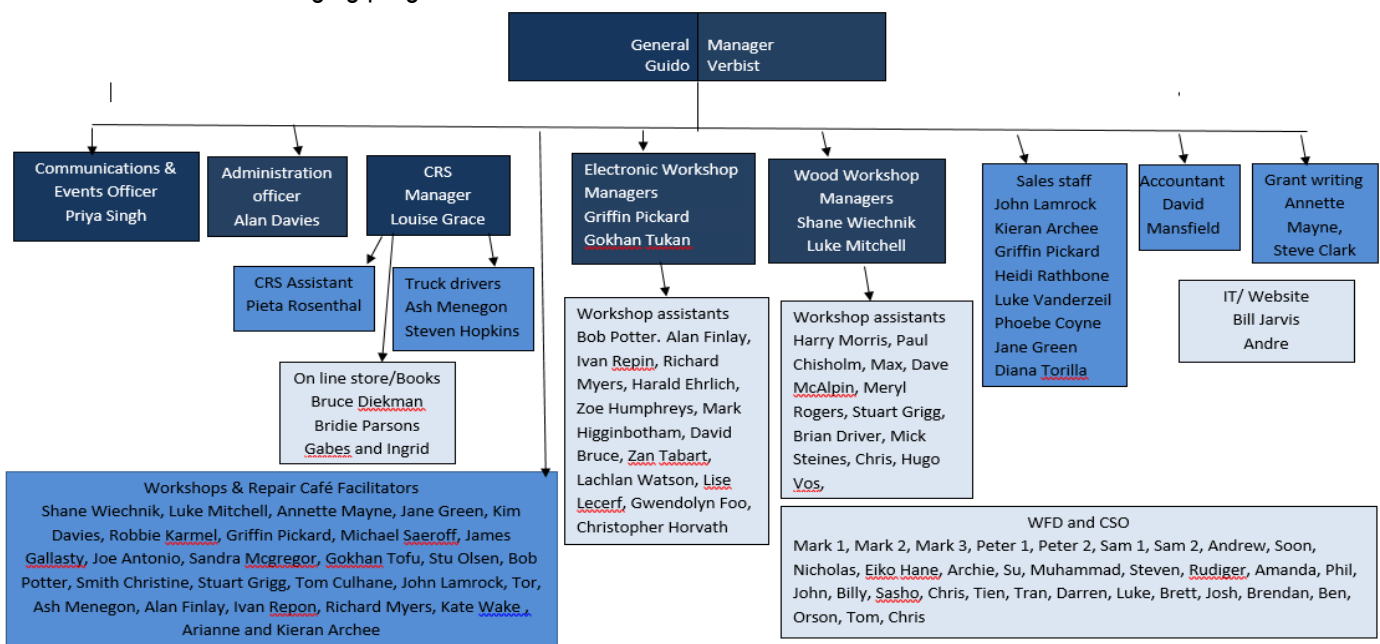 General Manager
Guido Verbist
Communications &
Events Officer
Priya Singh
Administration
officer
Alan Davies
CRS
Manager
Louise Grace
Electronic Workshop
Managers
Griffin Pickard
Gokhan Tukan
Wood Workshop
Managers
Shane Wiechnik
Luke Mitchell
Sales staff
John Lamrock
Kieran Archee
Griffin Pickard
Heidi Rathbone
Luke Vanderzeil
Phoebe Coyne
Jane Green
Diana Torilla
Accountant
David
Mansfield
Grant writing
Annette
Mayne,
Steve Clark
CRS Assistant
Pieta Rosenthal
Truck drivers
Ash Menegon
Steven Hopkins
IT/ Website
Bill Jarvis
Andre
On line store/Books
Bruce Diekman
Bridie Parsons
Gabes and Ingrid
Workshop assistants
Bob Potter. Alan Finlay,
Ivan Repin, Richard
Myers, Harald Ehrlich,
Zoe Humphreys, Mark
Higginbotham, David
Bruce, Zan Tabart,
Lachlan Watson, Lise
Lecerf, Gwendolyn Foo,
Christopher Horvath
Workshop assistants
Harry Morris, Paul
Chisholm, Max, Dave
McAlpin, Meryl
Rogers, Stuart Grigg,
Brian Driver, Mick
Steines, Chris, Hugo
Vos,
Workshops & Repair Café Facilitators
Shane Wiechnik, Luke Mitchell, Annette Mayne, Jane Green, Kim
Davies, Robbie Karmel, Griffin Pickard, Michael Saeroff, James
Gallasty, Joe Antonio, Sandra Mcgregor, Gokhan Tofu, Stu Olsen, Bob
Potter, Smith Christine, Stuart Grigg, Tom Culhane, John Lamrock, Tor,
Ash Menegon, Alan Finlay, Ivan Repon, Richard Myers, Kate Wake ,
Arianne and Kieran Archee
WFD and CSO
Mark 1, Mark 2, Mark 3, Peter 1, Peter 2, Sam 1, Sam 2, Andrew, Soon,
Nicholas, Eiko Hane, Archie, Su, Muhammad, Steven, Rudiger, Amanda, Phil,
John, Billy, Sasho, Chris, Tien, Tran, Darren, Luke, Brett, Josh, Brendan, Ben,
Orson, Tom, Chris